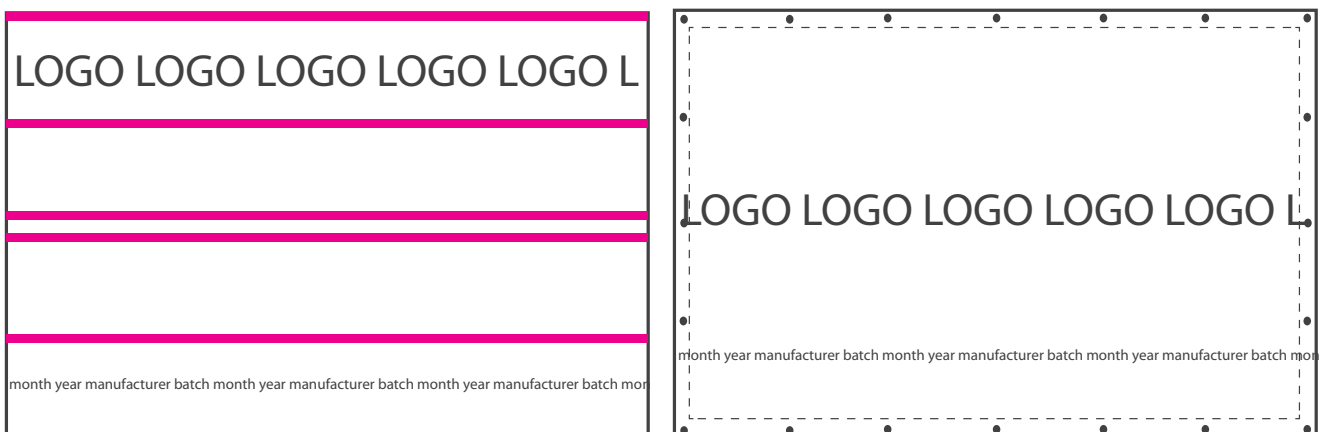 LOGO LOGO LOGO LOGO LOGO L
month year manufacturer batch month year manufacturer batch month year manufacturer batch mor
LOGO LOGO LOGO LOGO LOGO L
month year manufacturer batch month year manufacturer batch month year manufacturer batch mon